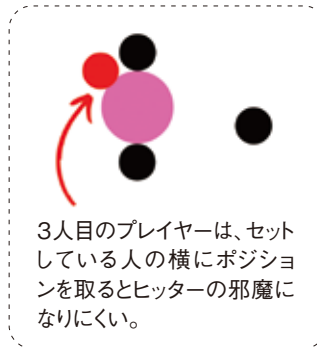 3人目のプレイヤーは、セット
している人の横にポジショ
ンを取るとヒッターの邪魔に
なりにくい。